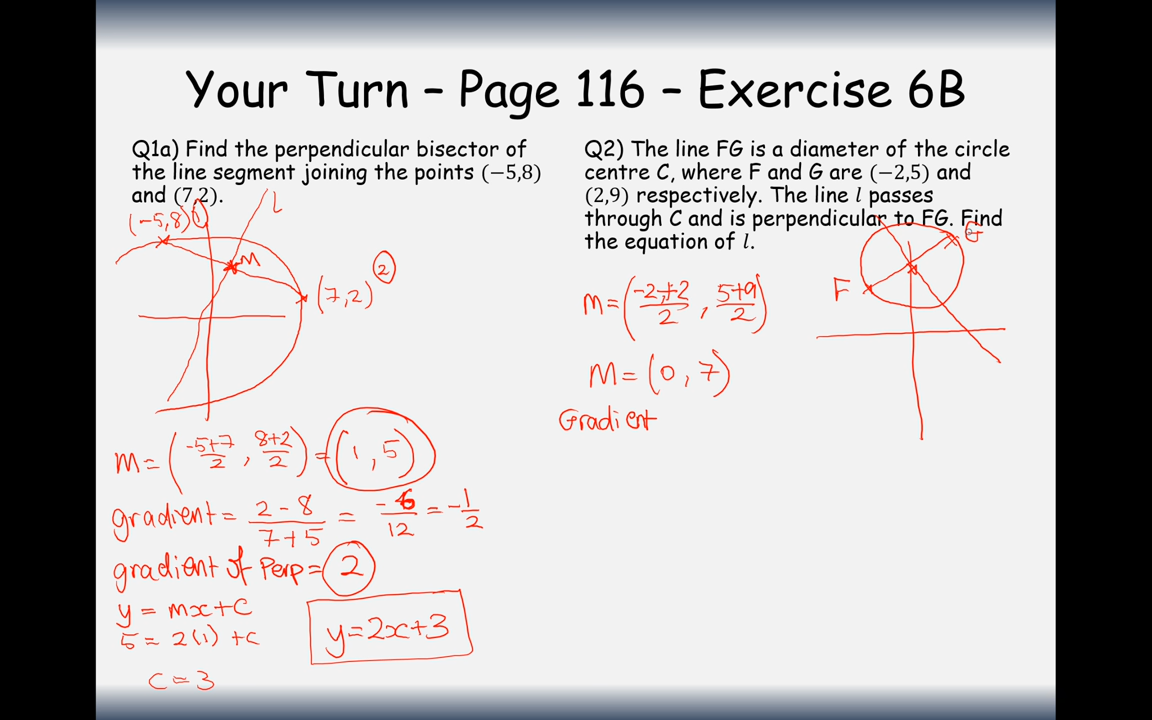 Your Turn – Page 116 – Exercise 6B
Q1a) Find the perpendicular bisector of
the line segment joining the points (−5,8)
and (7,2).
(-5,8) ①
l
M
(7,2) ②
M = (-5+7/2 , 8+2/2) = (1,5)
gradient = 2-8/7+5 = -6/12 = -1/2
gradient of Perp = 2
y = mx+c
5 = 2(1) +c
c = 3
y=2x+3
Q2) The line FG is a diameter of the circle
centre C, where F and G are (−2,5) and
(2,9) respectively. The line l passes
through C and is perpendicular to FG. Find
the equation of l.
G
F
M = (-2+2/2 , 5+9/2)
M = (0,7)
Gradient